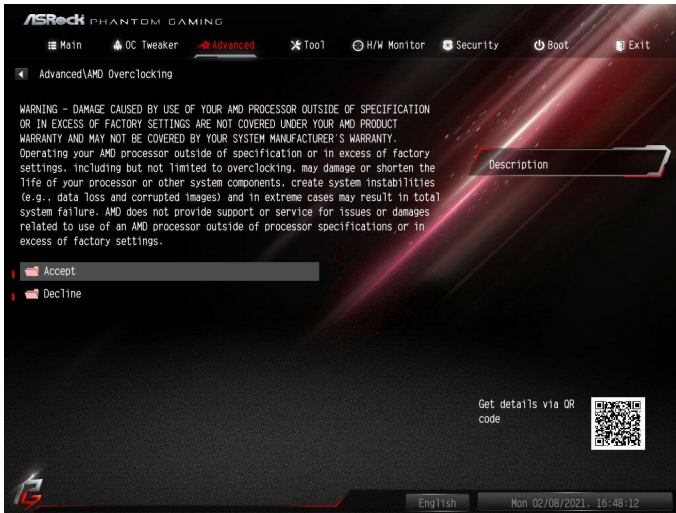 ASRock PHANTOM GAMING
Main
OC Tweaker
Advanced
Tool
H/W Monitor
Security
Boot
Exit
Advanced\AMD Overclocking
WARNING - DAMAGE CAUSED BY USE OF YOUR AMD PROCESSOR OUTSIDE OF SPECIFICATION
OR IN EXCESS OF FACTORY SETTINGS ARE NOT COVERED UNDER YOUR AMD PRODUCT
WARRANTY AND MAY NOT BE COVERED BY YOUR SYSTEM MANUFACTURER'S WARRANTY.
Operating your AMD processor outside of specification or in excess of factory
settings, including but not limited to overclocking, may damage or shorten the
life of your processor or other system components, create system instabilities
(e.g., data loss and corrupted images) and in extreme cases may result in total
system failure. AMD does not provide support or service for issues or damages
related to use of an AMD processor outside of processor specifications or in
excess of factory settings.
Description
Accept
Decline
Get details via QR
code
English
Mon 02/08/2021, 16:48:12